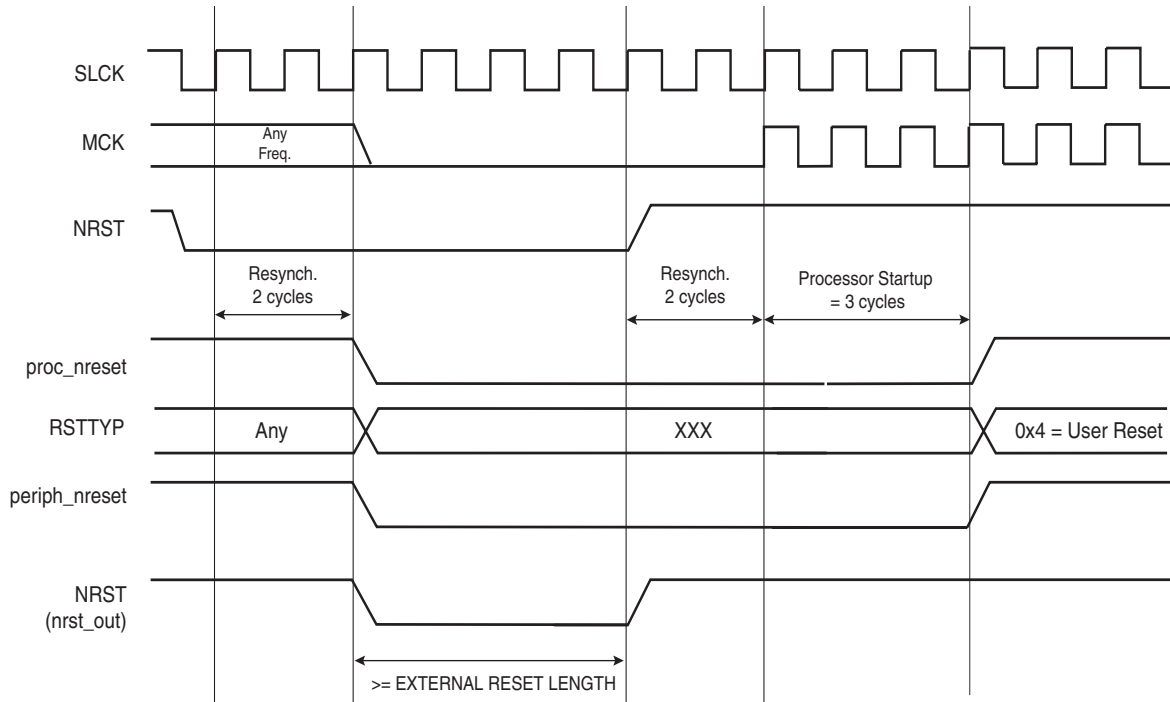 SLCK
MCK
Any
Freq.
NRST
Resynch.
2 cycles
Resynch.
2 cycles
Processor Startup
= 3 cycles
proc_nreset
RSTTYP
Any
XXX
0x4 = User Reset
periph_nreset
NRST
(nrst_out)
>= EXTERNAL RESET LENGTH